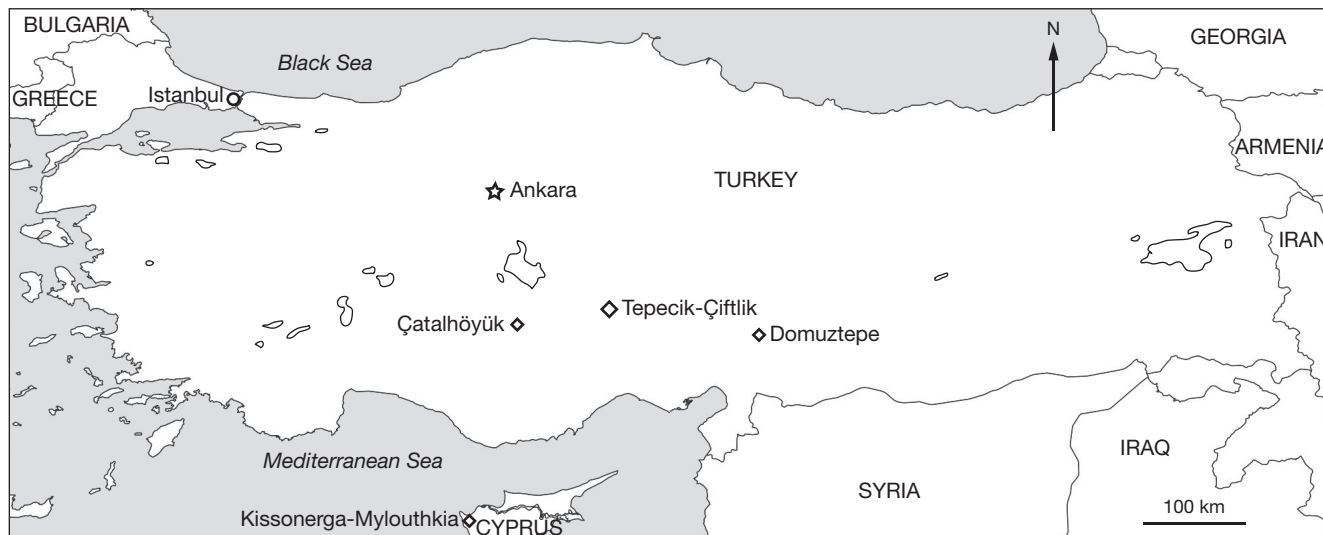 BULGARIA
Black Sea
N
GEORGIA
Istanbul
GREECE
ARMENIA
Ankara
TURKEY
IRAN
Tepecik-Çiftlik
Çatalhöyük
Domuztepe
Mediterranean Sea
IRAQ
SYRIA
100 km
Kissonerga-Mylouthkia
CYPRUS